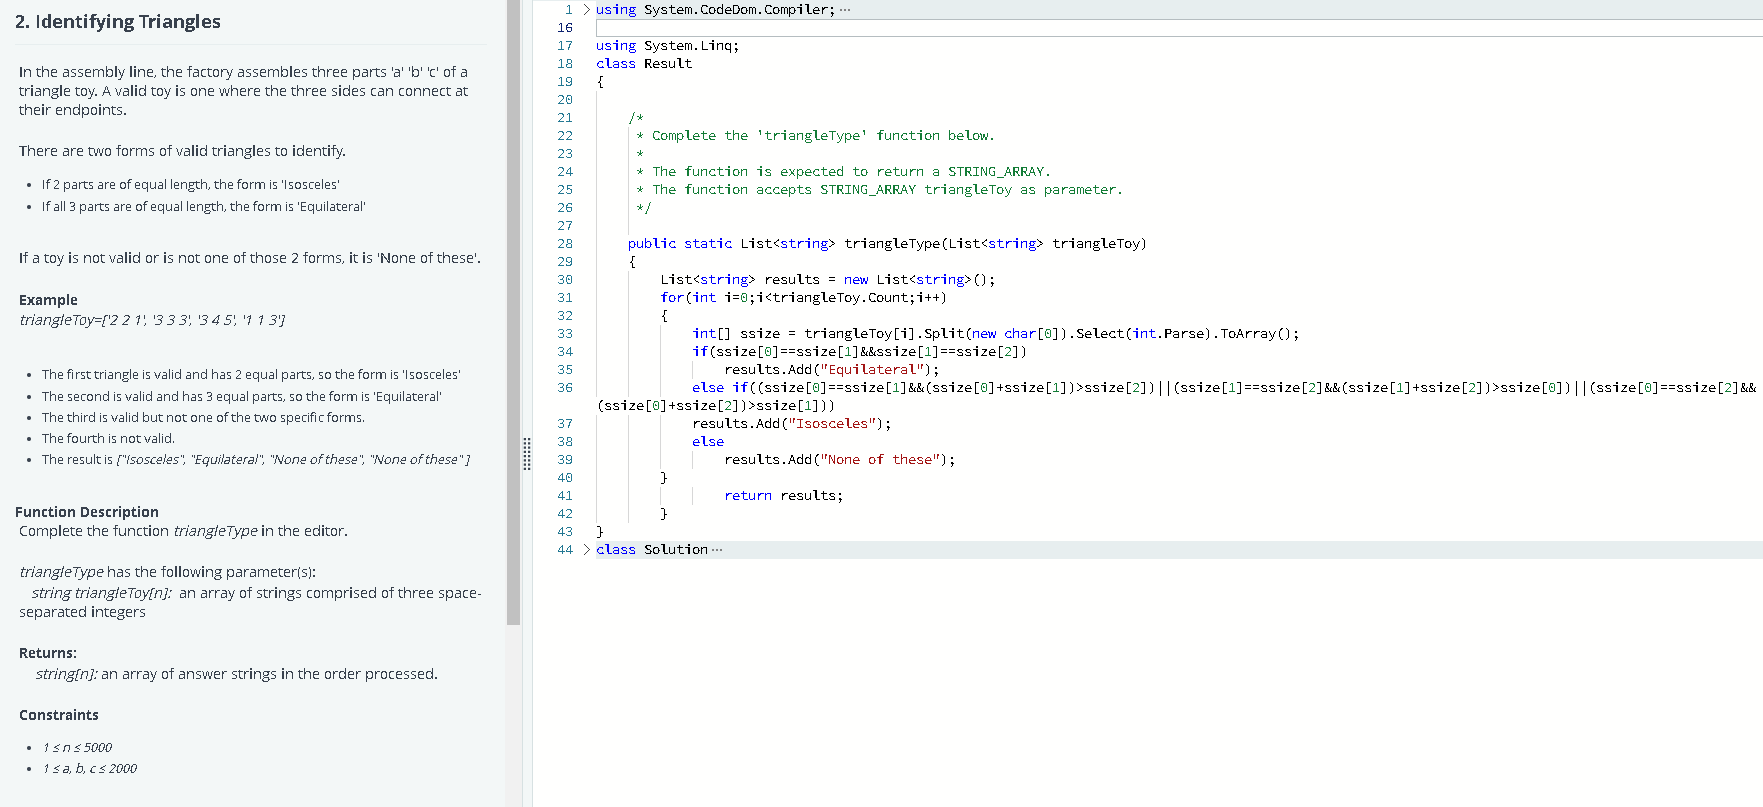 2. Identifying Triangles
In the assembly line, the factory assembles three parts 'a' 'b' 'c' of a
triangle toy. A valid toy is one where the three sides can connect at
their endpoints.
There are two forms of valid triangles to identify.
• If 2 parts are of equal length, the form is 'Isosceles'
• If all 3 parts are of equal length, the form is 'Equilateral'
If a toy is not valid or is not one of those 2 forms, it is 'None of these'.
Example
triangleToy=['2 2 1', '3 3 3', '3 4 5', '1 1 3']
• The first triangle is valid and has 2 equal parts, so the form is 'Isosceles'
• The second is valid and has 3 equal parts, so the form is 'Equilateral'
• The third is valid but not one of the two specific forms.
• The fourth is not valid.
• The result is ["Isosceles", "Equilateral", "None of these", "None of these" ]
Function Description
Complete the function triangleType in the editor.
triangleType has the following parameter(s):
string triangleToy[n]: an array of strings comprised of three space-
separated integers
Returns:
string[n]: an array of answer strings in the order processed.
Constraints
• 1 ≤ n ≤ 5000
• 1 ≤ a, b, c ≤ 2000
1 > using System.CodeDom.Compiler; ···
16
17 using System.Linq;
18 class Result
19 {
20
21 /*
22 * Complete the 'triangleType' function below.
23 *
24 * The function is expected to return a STRING_ARRAY.
25 * The function accepts STRING_ARRAY triangleToy as parameter.
26 */
27
28 public static List<string> triangleType(List<string> triangleToy)
29 {
30 List<string> results = new List<string>();
31 for(int i=0;i<triangleToy.Count;i++)
32 {
33 int[] ssize = triangleToy[i].Split(new char[0]).Select(int.Parse).ToArray();
34 if(ssize[0]==ssize[1]&&ssize[1]==ssize[2])
35 results.Add("Equilateral");
36 else if((ssize[0]==ssize[1]&&(ssize[0]+ssize[1])>ssize[2])||(ssize[1]==ssize[2]&&(ssize[1]+ssize[2])>ssize[0])||(ssize[0]==ssize[2]&&
(ssize[0]+ssize[2])>ssize[1]))
37 results.Add("Isosceles");
38 else
39 results.Add("None of these");
40 }
41 return results;
42 }
43 }
44 > class Solution ···